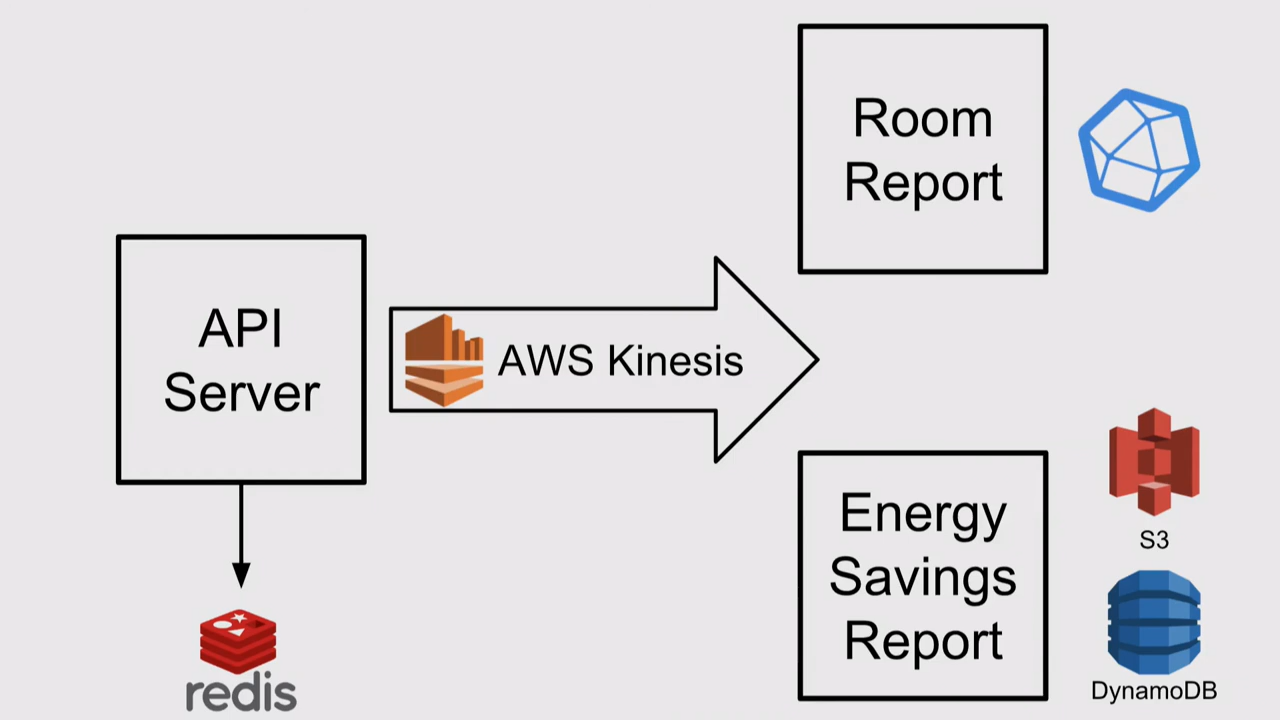 Room
Report
API
Server
AWS Kinesis
Energy
Savings
Report
S3
DynamoDB
redis